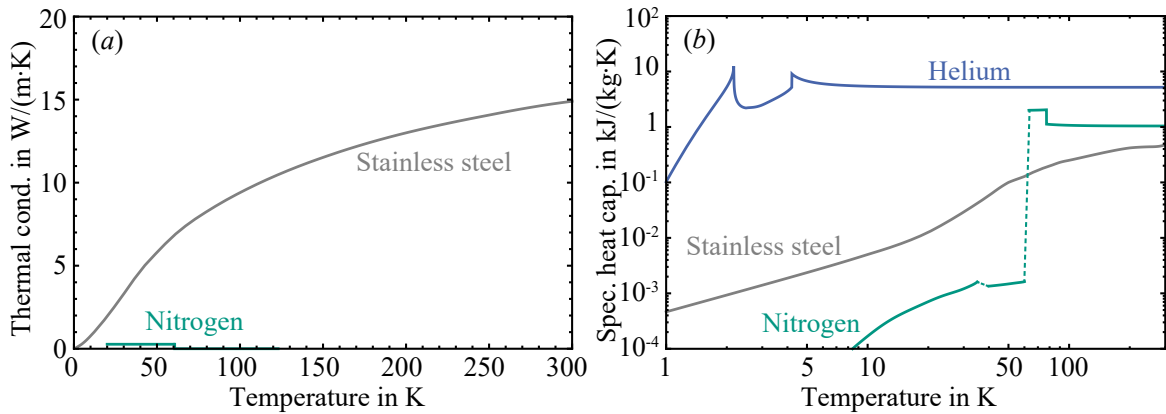 (a)
Thermal cond. in W/(m·K)
20
15
10
5
0
Stainless steel
Nitrogen
0 50 100 150 200 250 300
Temperature in K
(b)
Spec. heat cap. in kJ/(kg·K)
10^2
10
1
10^-1
10^-2
10^-3
10^-4
Helium
Stainless steel
Nitrogen
1 5 10 50 100
Temperature in K